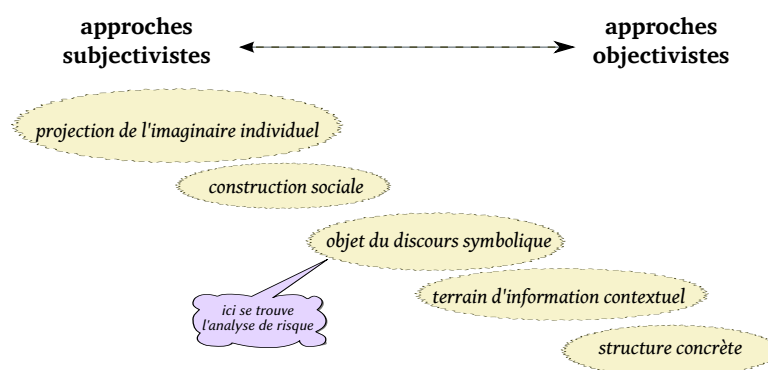 approches
subjectivistes
approches
objectivistes
projection de l'imaginaire individuel
construction sociale
objet du discours symbolique
terrain d'information contextuel
ici se trouve
l'analyse de risque
structure concrète